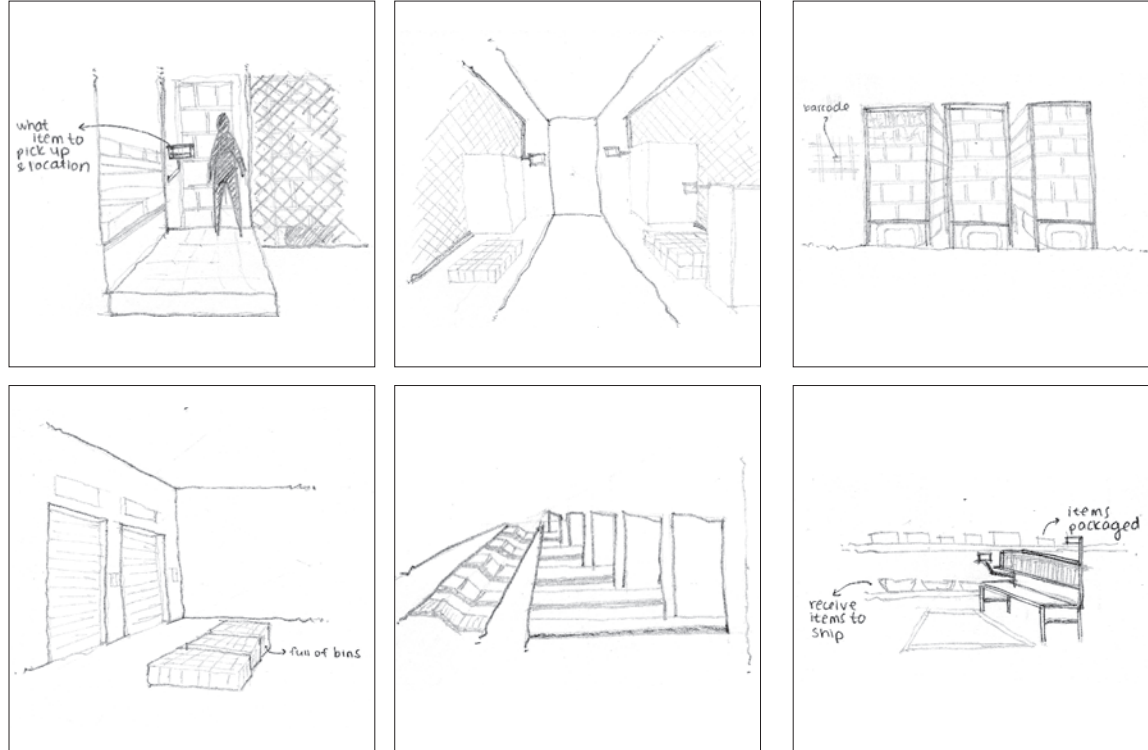 what
item to
pick up
& location
barcode
full of bins
items
packaged
receive
items to
ship